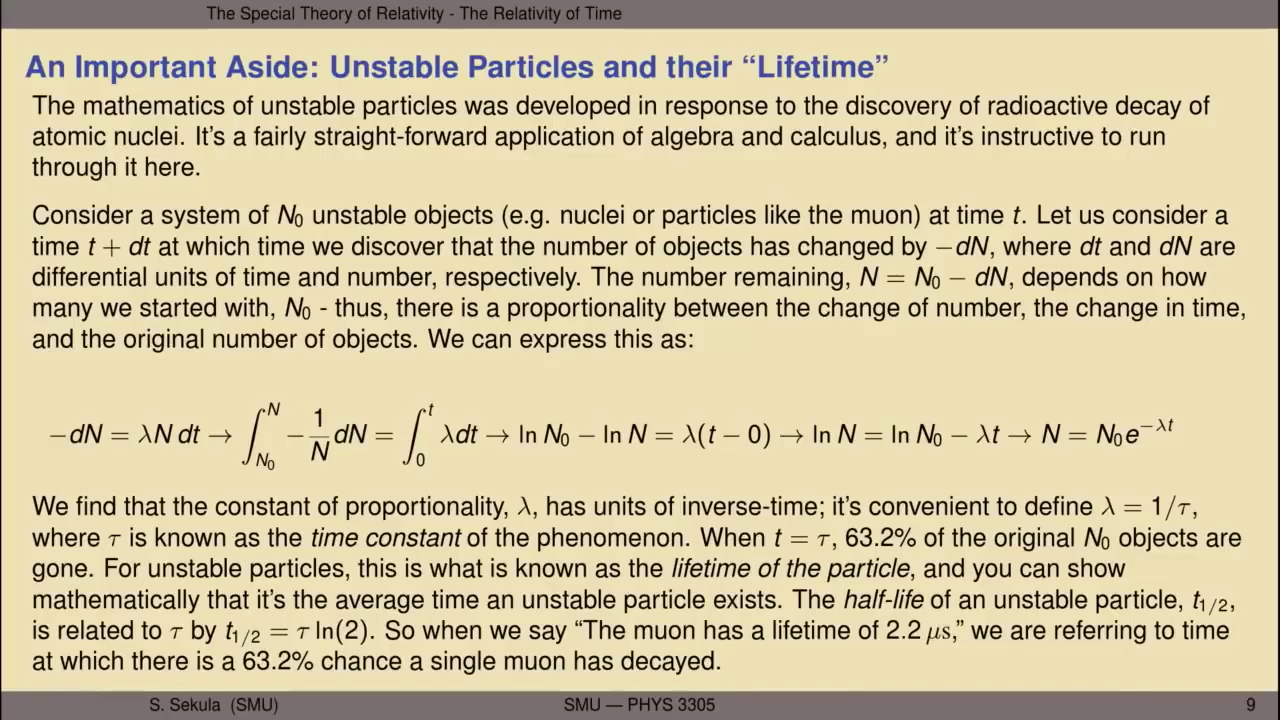 The Special Theory of Relativity - The Relativity of Time
An Important Aside: Unstable Particles and their “Lifetime”
The mathematics of unstable particles was developed in response to the discovery of radioactive decay of
atomic nuclei. It’s a fairly straight-forward application of algebra and calculus, and it’s instructive to run
through it here.
Consider a system of N₀ unstable objects (e.g. nuclei or particles like the muon) at time t. Let us consider a
time t + dt at which time we discover that the number of objects has changed by −dN, where dt and dN are
differential units of time and number, respectively. The number remaining, N = N₀ − dN, depends on how
many we started with, N₀ - thus, there is a proportionality between the change of number, the change in time,
and the original number of objects. We can express this as:
−dN = λN dt → ∫_{N₀}^{N} −(1/N) dN = ∫_{0}^{t} λdt → ln N₀ − ln N = λ(t − 0) → ln N = ln N₀ − λt → N = N₀e^{−λt}
We find that the constant of proportionality, λ, has units of inverse-time; it’s convenient to define λ = 1/τ,
where τ is known as the time constant of the phenomenon. When t = τ, 63.2% of the original N₀ objects are
gone. For unstable particles, this is what is known as the lifetime of the particle, and you can show
mathematically that it’s the average time an unstable particle exists. The half-life of an unstable particle, t₁/₂,
is related to τ by t₁/₂ = τ ln(2). So when we say “The muon has a lifetime of 2.2 μs,” we are referring to time
at which there is a 63.2% chance a single muon has decayed.
S. Sekula (SMU) SMU — PHYS 3305 9